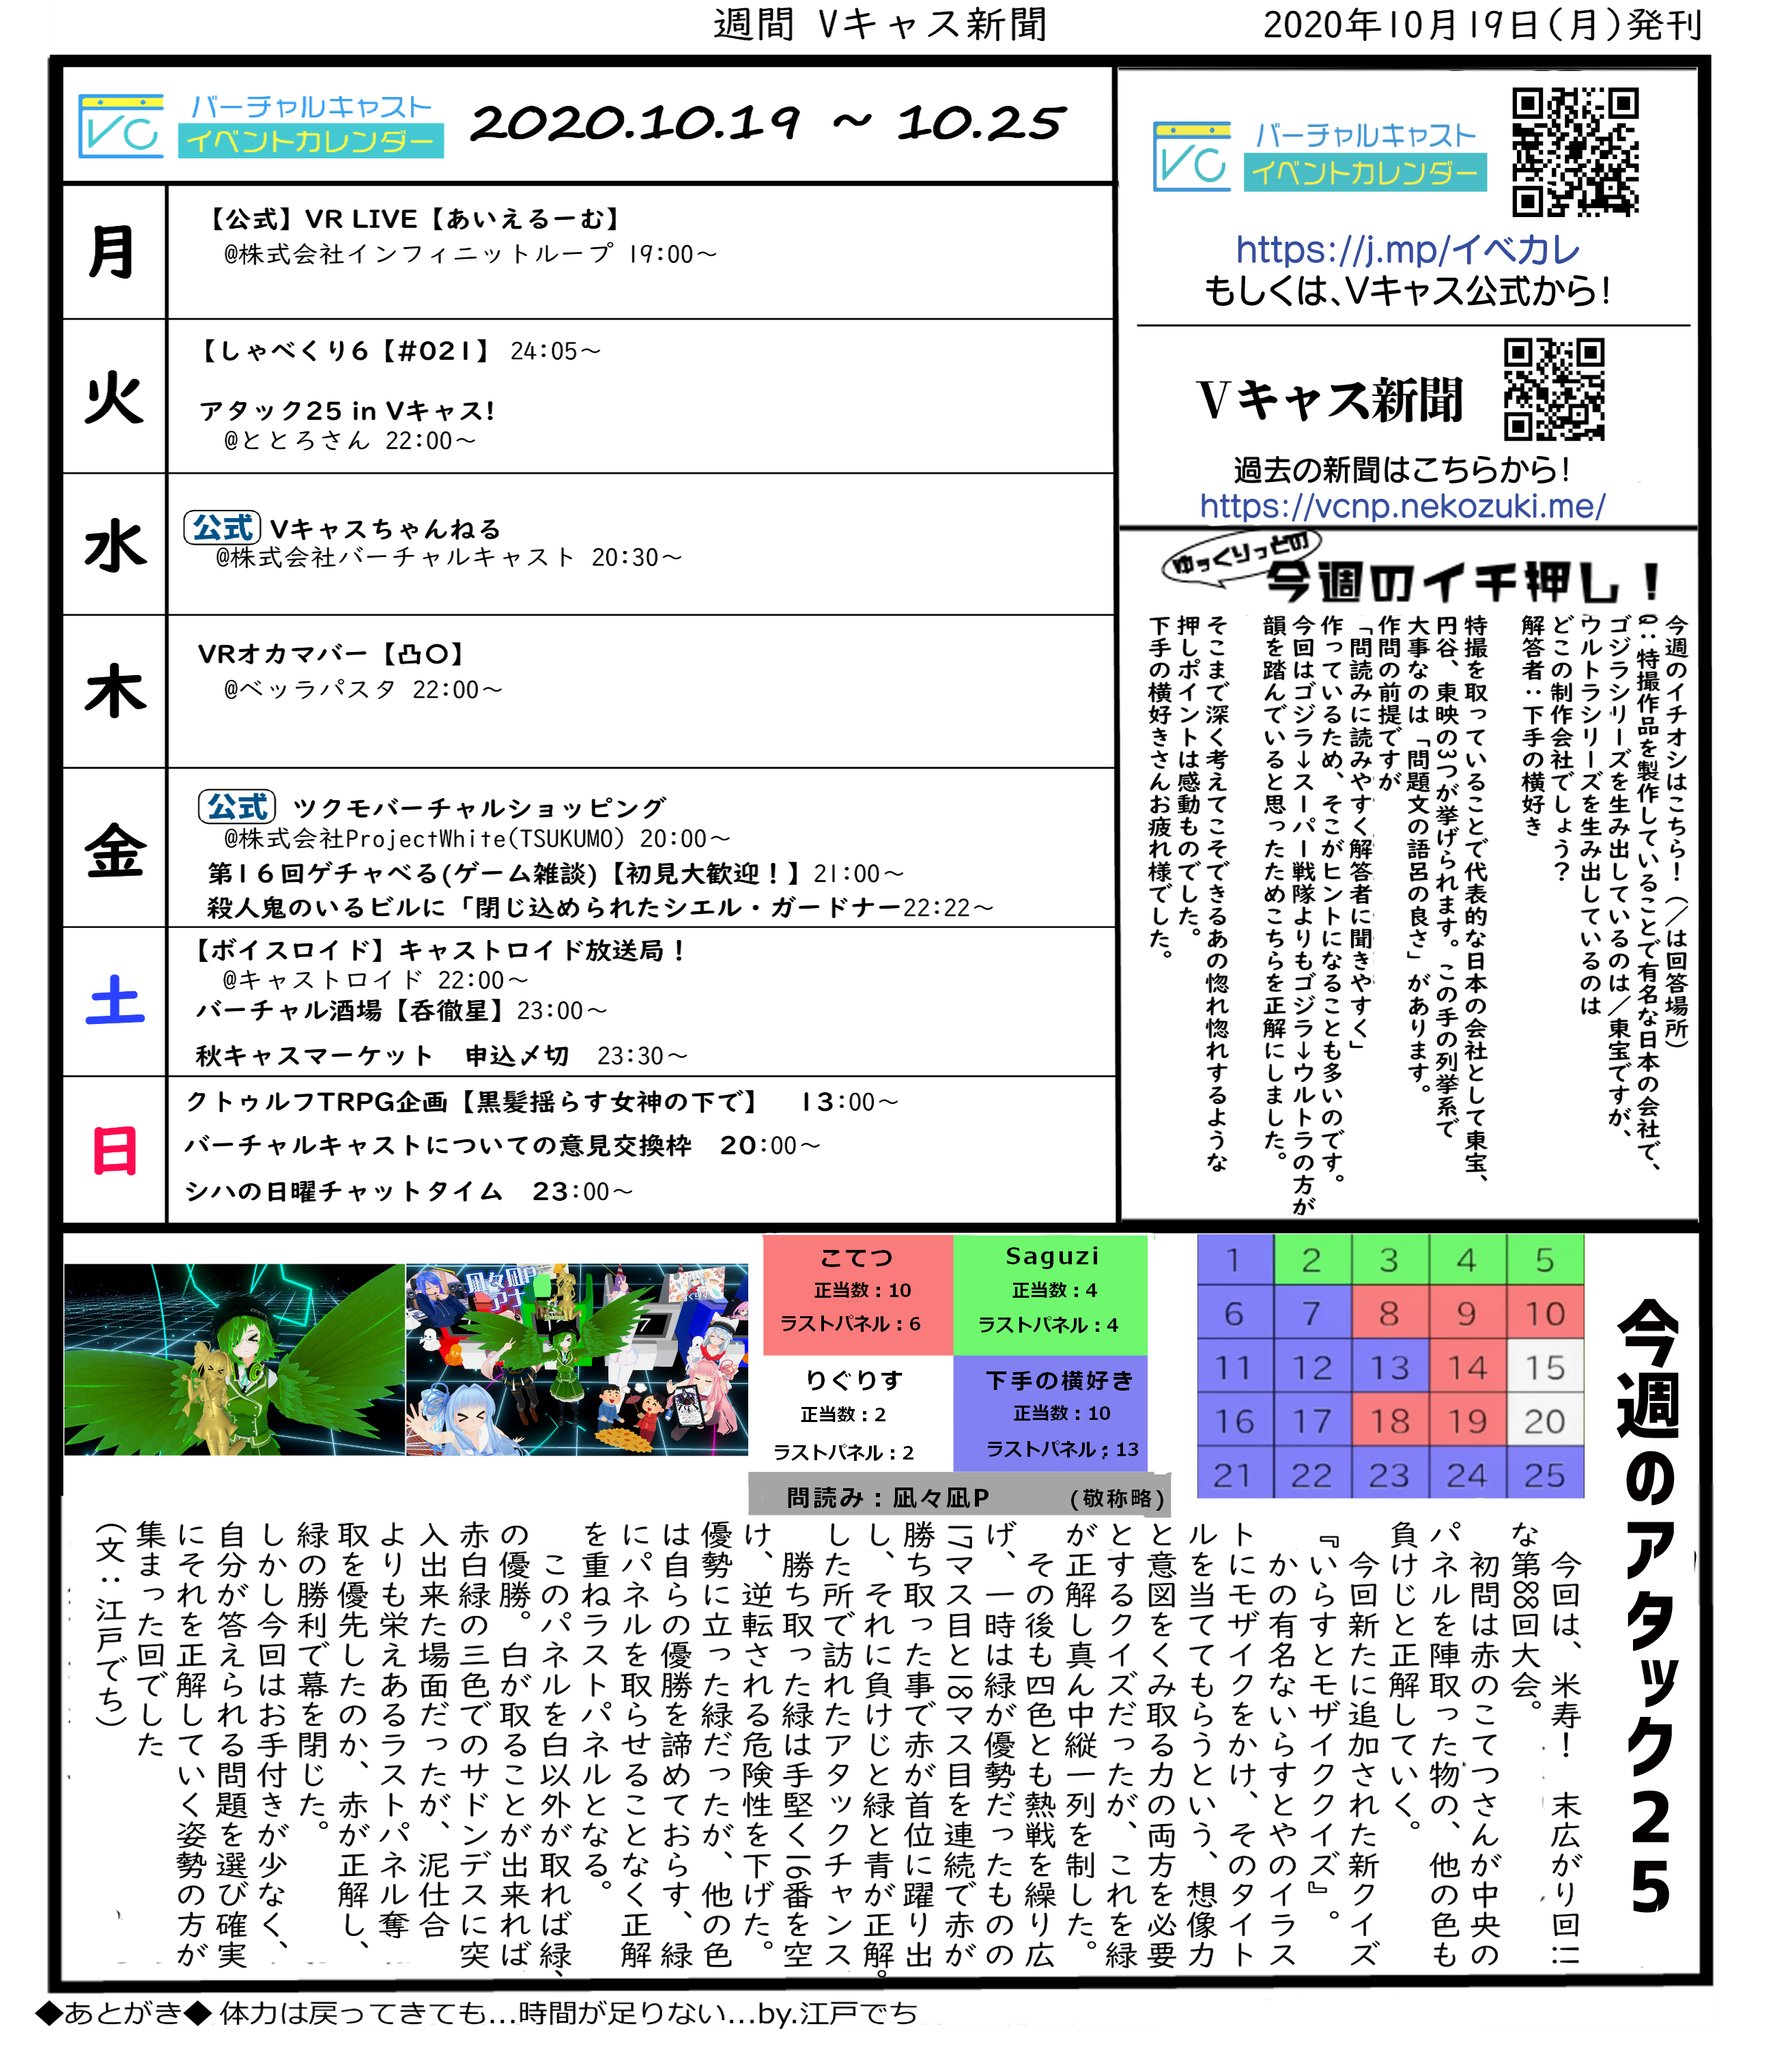 週間 Vキャス新聞
2020年10月19日(月)発刊
VC
バーチャルキャスト
イベントカレンダー
2020.10.19 ~ 10.25
月
【公式】VR LIVE【あいえるーむ】
@株式会社インフィニットループ 19:00~
火
【しゃべくり6【#021】 24:05~
アタック25 in Vキャス!
@ととろさん 22:00~
水
公式 Vキャスちゃんねる
@株式会社バーチャルキャスト 20:30~
木
VRオカマバー【凸〇】
@ベッラパスタ 22:00~
金
公式 ツクモバーチャルショッピング
@株式会社ProjectWhite(TSUKUMO) 20:00~
第16回ゲチャべる(ゲーム雑談)【初見大歓迎!】21:00~
殺人鬼のいるビルに「閉じ込められたシエル・ガードナー22:22~
土
【ボイスロイド】キャストロイド放送局!
@キャストロイド 22:00~
バーチャル酒場【呑徹星】23:00~
秋キャスマーケット 申込〆切 23:30~
日
クトゥルフTRPG企画【黒髪揺らす女神の下で】 13:00~
バーチャルキャストについての意見交換枠 20:00~
シハの日曜チャットタイム 23:00~
VC
バーチャルキャスト
イベントカレンダー
https://j.mp/イベカレ
もしくは、Vキャス公式から!
Vキャス新聞
過去の新聞はこちらから!
https://vcnp.nekozuki.me/
ゆっくりっとの
今週のイチ押し!
今週のイチオシはこちら!(/は回答場所)
Q:特撮作品を製作していることで有名な日本の会社で、
ゴジラシリーズを生み出しているのは/東宝ですが、
ウルトラシリーズを生み出しているのは
どこの制作会社でしょう?
解答者:下手の横好き
特撮を取っていることで代表的な日本の会社として東宝、
円谷、東映の3つが挙げられます。この手の列挙系で
大事なのは「問題文の語呂の良さ」があります。
作問の前提ですが
「問読みに読みやすく解答者に聞きやすく」
作っているため、そこがヒントになることも多いのです。
今回はゴジラ→スーパー戦隊よりもゴジラ→ウルトラの方が
韻を踏んでいると思ったためこちらを正解にしました。
そこまで深く考えてこそできるあの惚れ惚れするような
押しポイントは感動ものでした。
下手の横好きさんお疲れ様でした。
凪々凪P
アナ
7
こてつ
正当数:10
ラストパネル:6
Saguzi
正当数:4
ラストパネル:4
りぐりす
正当数:2
ラストパネル:2
下手の横好き
正当数:10
ラストパネル:13
問読み:凪々凪P (敬称略)
1 2 3 4 5
6 7 8 9 10
11 12 13 14 15
16 17 18 19 20
21 22 23 24 25
今週のアタック25
今回は、米寿! 末広がり回!!
な第88回大会。
初問は赤のこてつさんが中央の
パネルを陣取った物の、他の色も
負けじと正解していく。
今回新たに追加された新クイズ
『いらすとモザイククイズ』。
かの有名ないらすとやのイラス
トにモザイクをかけ、そのタイト
ルを当ててもらうという、想像力
と意図をくみ取る力の両方を必要
とするクイズだったが、これを緑
が正解し真ん中縦一列を制した。
その後も四色とも熱戦を繰り広
げ、一時は緑が優勢だったものの
17マス目と18マス目を連続で赤が
勝ち取った事で赤が首位に躍り出
し、それに負けじと緑と青が正解。
した所で訪れたアタックチャンス
勝ち取った緑は手堅く16番を空
け、逆転される危険性を下げた。
優勢に立った緑だったが、他の色
は自らの優勝を諦めておらす、緑
にパネルを取らせることなく正解
を重ねラストパネルとなる。
このパネルを白以外が取れば緑、
の優勝。白が取ることが出来れば
赤白緑の三色でのサドンデスに突
入出来た場面だったが、泥仕合
よりも栄えあるラストパネル奪
取を優先したのか、赤が正解し、
緑の勝利で幕を閉じた。
しかし今回はお手付きが少なく、
自分が答えられる問題を選び確実
にそれを正解していく姿勢の方が
集まった回でした
(文:江戸でち)
◆あとがき◆ 体力は戻ってきても…時間が足りない…by.江戸でち